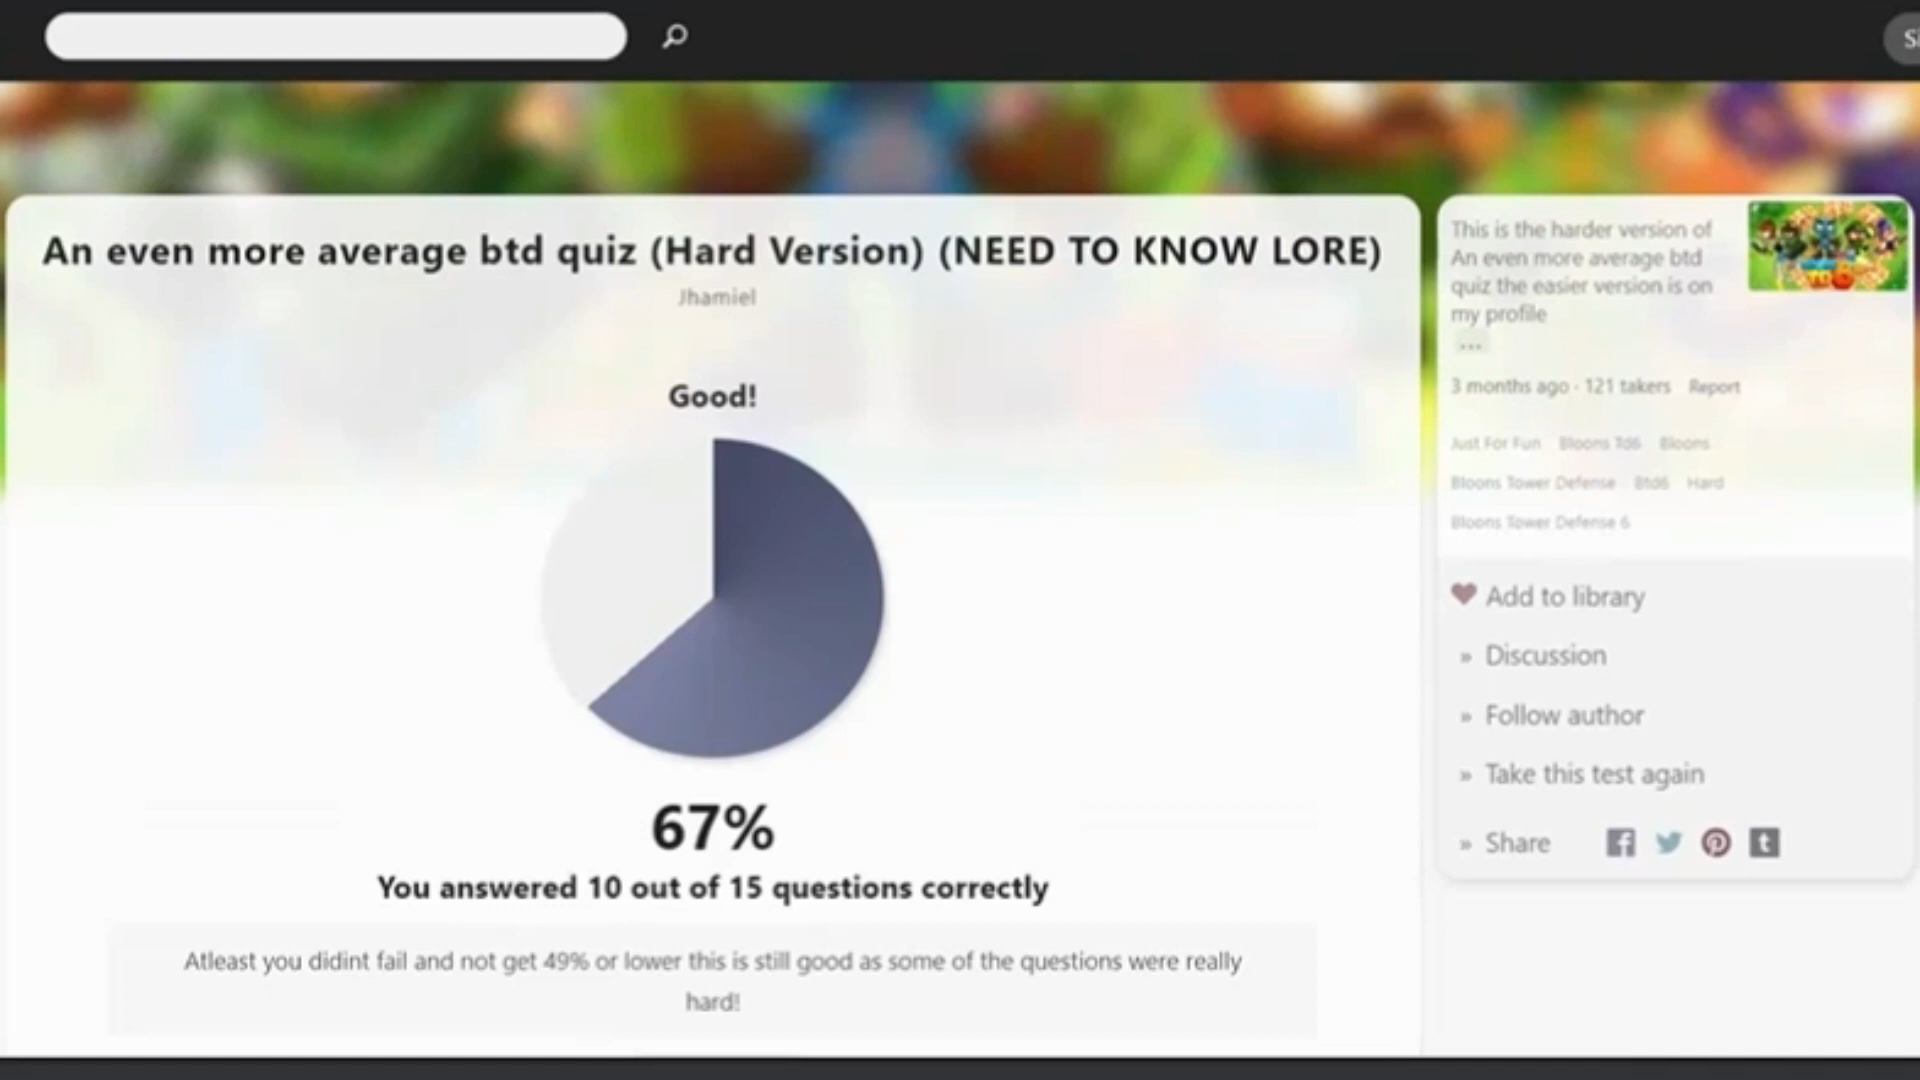 Si
An even more average btd quiz (Hard Version) (NEED TO KNOW LORE)
Jhamiel
Good!
67%
You answered 10 out of 15 questions correctly
Atleast you didint fail and not get 49% or lower this is still good as some of the questions were really
hard!
This is the harder version of
An even more average btd
quiz the easier version is on
my profile
...
3 months ago - 121 takers Report
Just For Fun Bloons Td6 Bloons
Bloons Tower Defense Btd6 Hard
Bloons Tower Defense 6
Add to library
» Discussion
» Follow author
» Take this test again
» Share